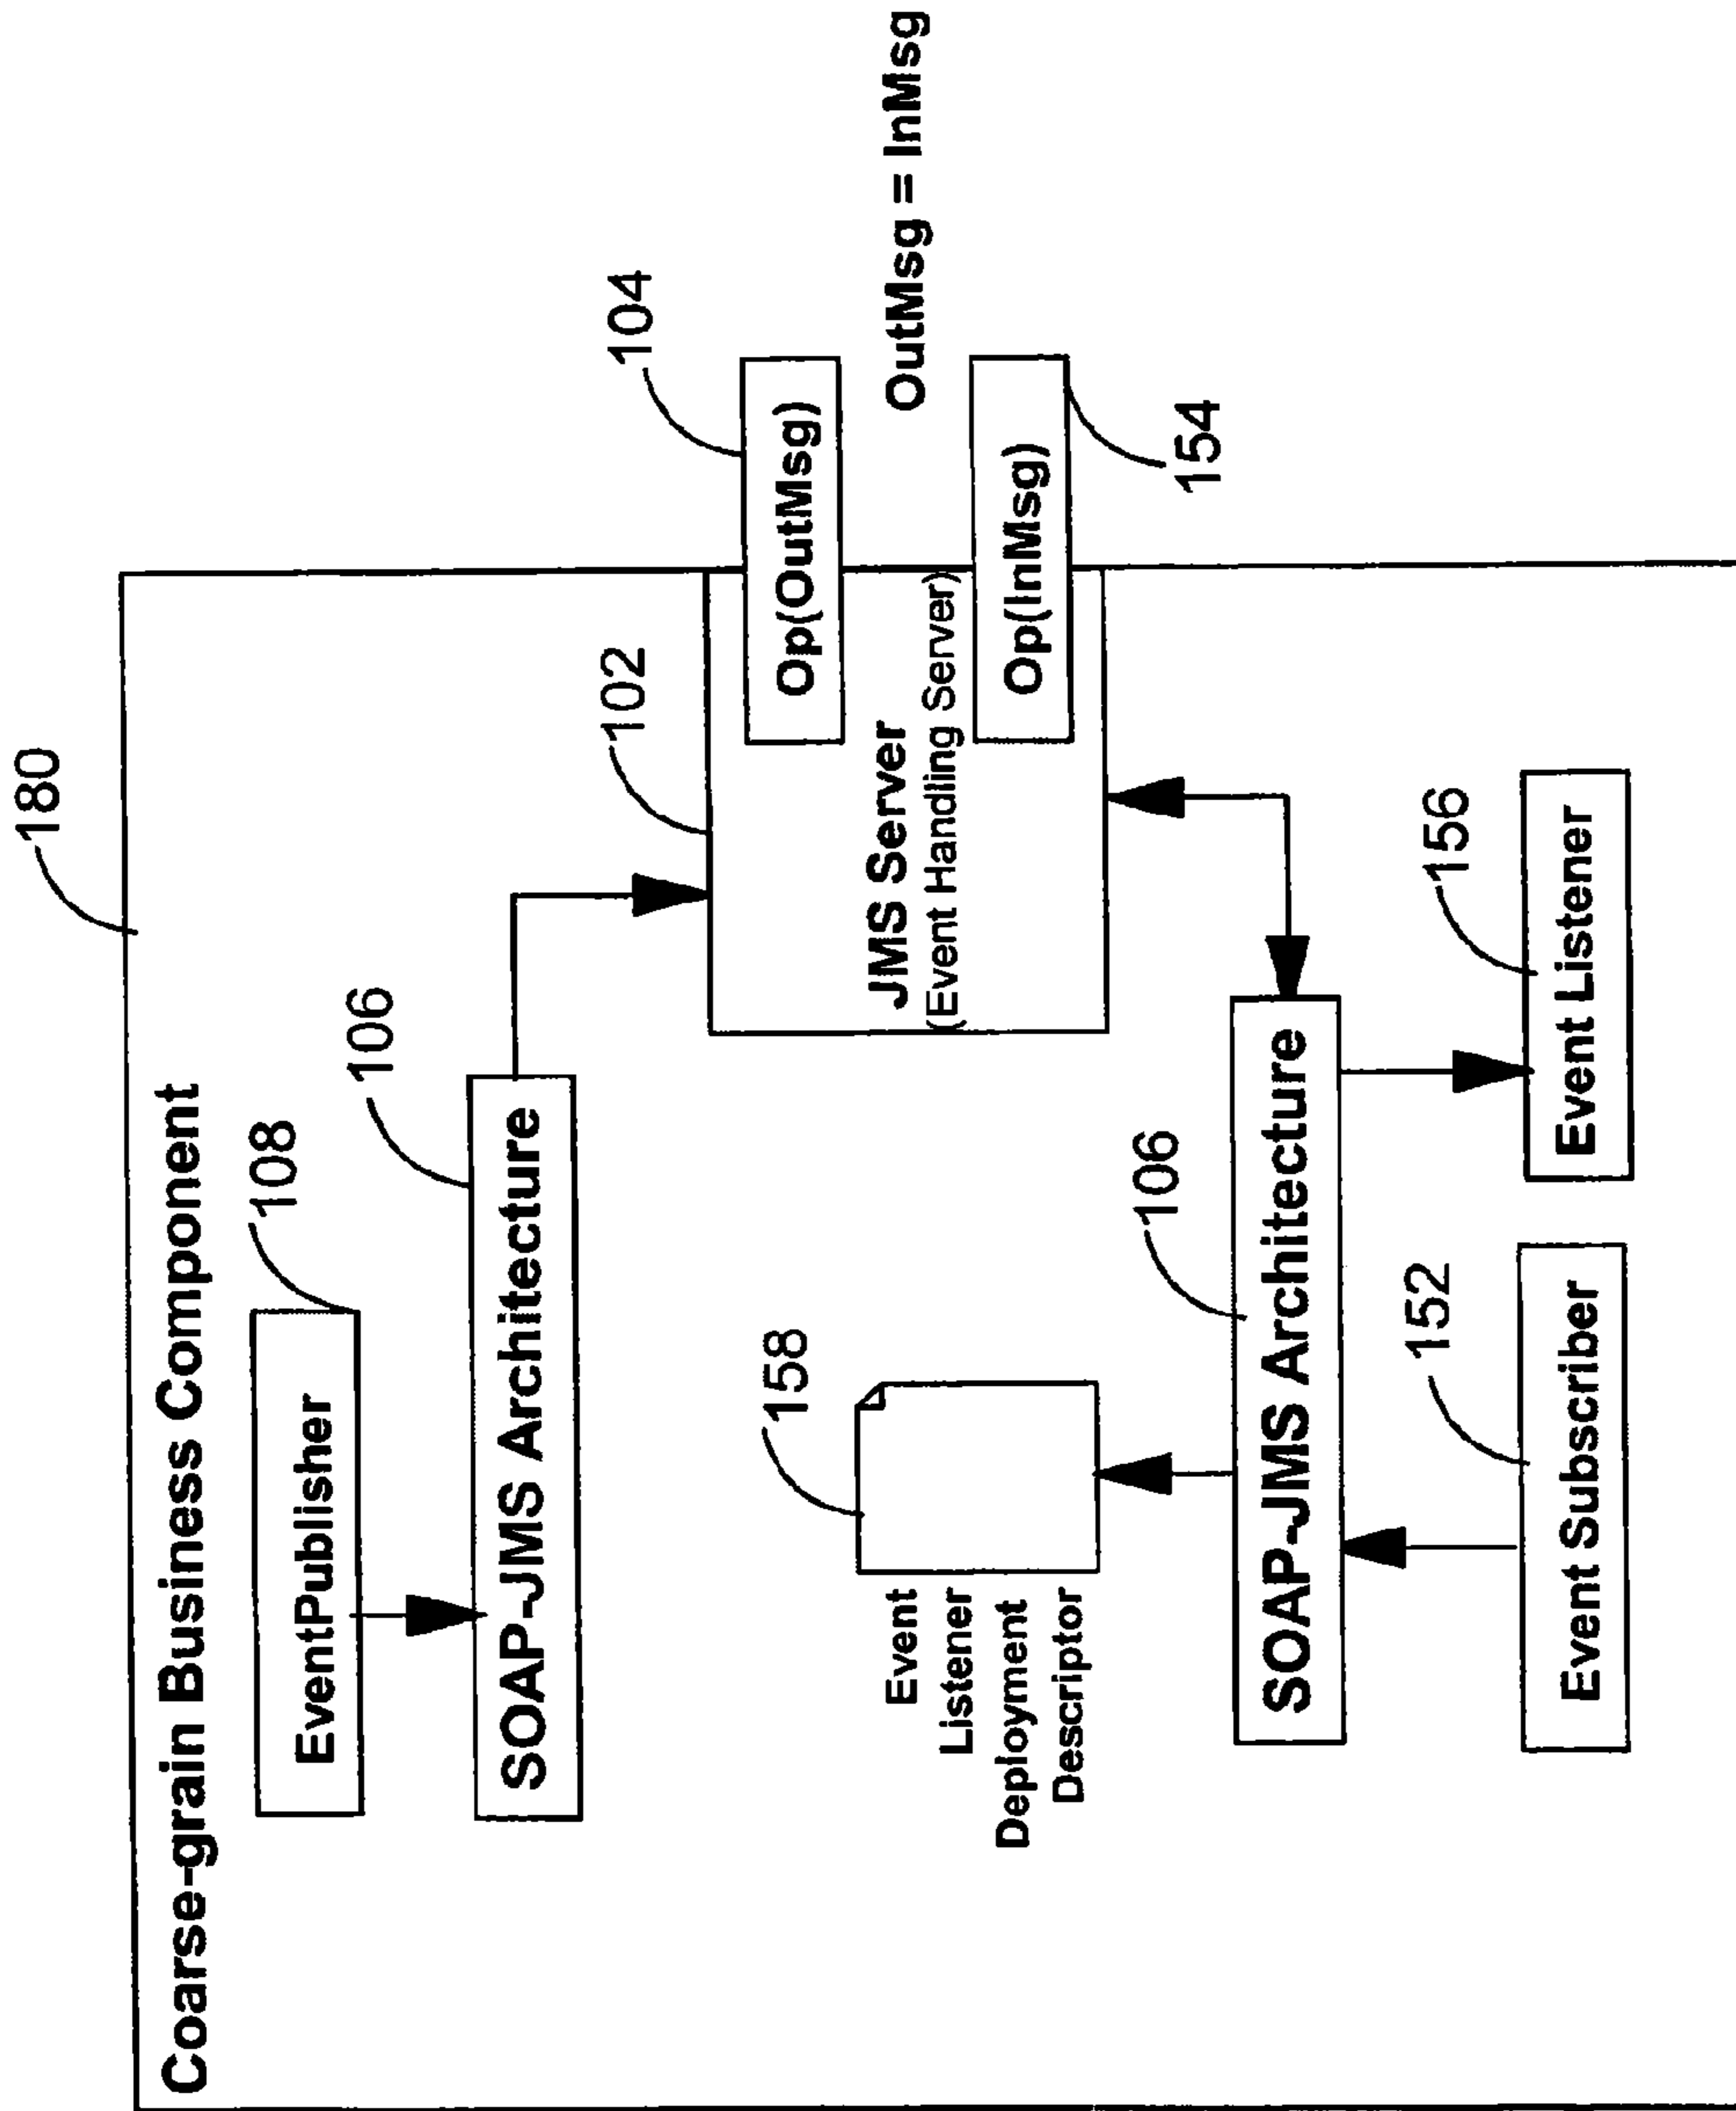 180
Coarse-grain Business Component
108
EventPublisher
106
SOAP-JMS Architecture
102
104
Op(OutMsg)
JMS Server
(Event Handling Server)
OutMsg = InMsg
Op(InMsg)
154
158
Event
Listener
Deployment
Descriptor
106
SOAP-JMS Architecture
152
Event Subscriber
156
Event Listener